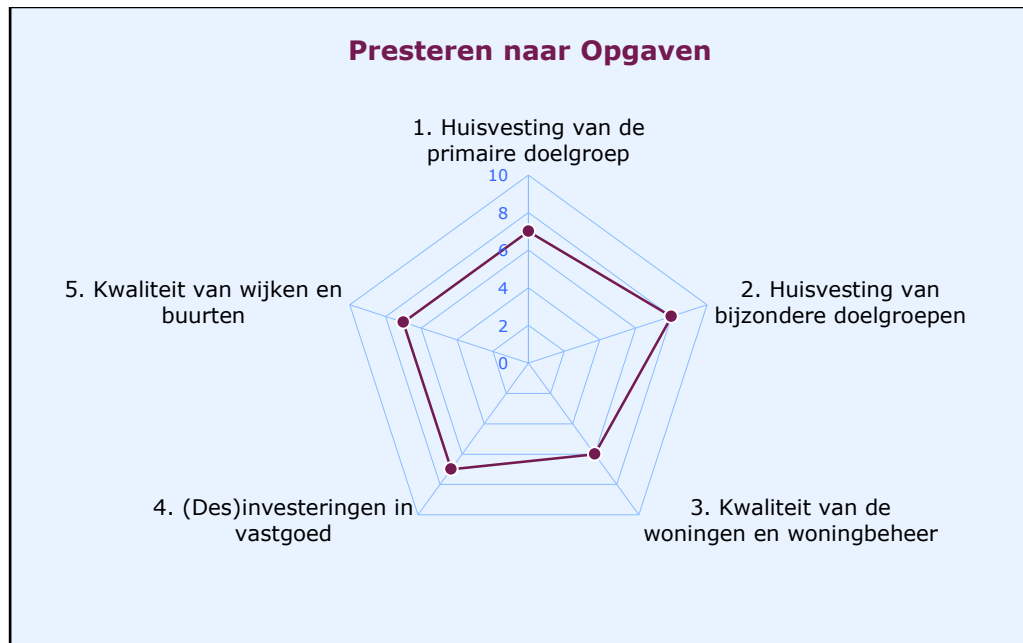 Presteren naar Opgaven
1. Huisvesting van de
primaire doelgroep
10
8
6
4
2
0
5. Kwaliteit van wijken en
buurten
2. Huisvesting van
bijzondere doelgroepen
4. (Des)investeringen in
vastgoed
3. Kwaliteit van de
woningen en woningbeheer